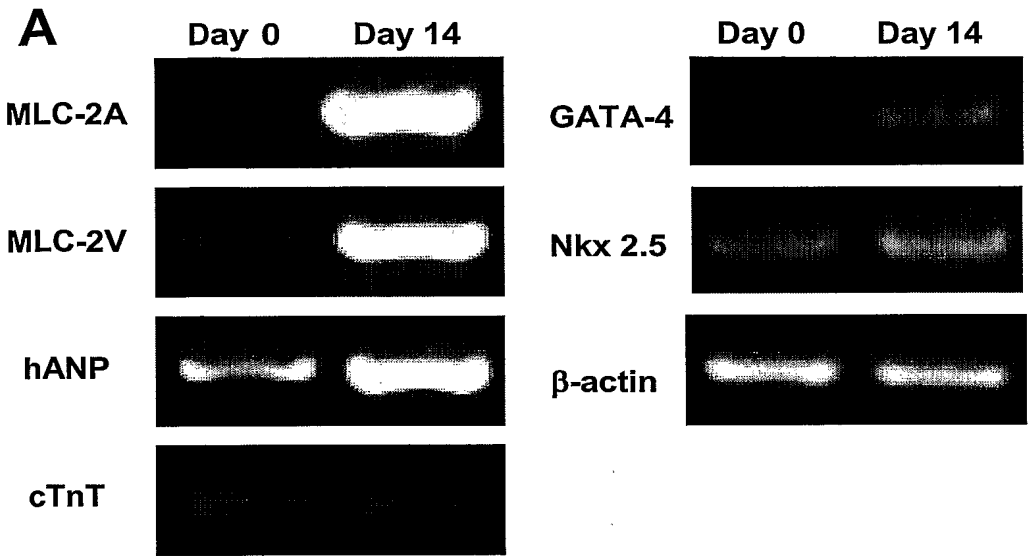 A
Day 0 Day 14
MLC-2A
MLC-2V
hANP
cTnT
Day 0 Day 14
GATA-4
Nkx 2.5
β-actin